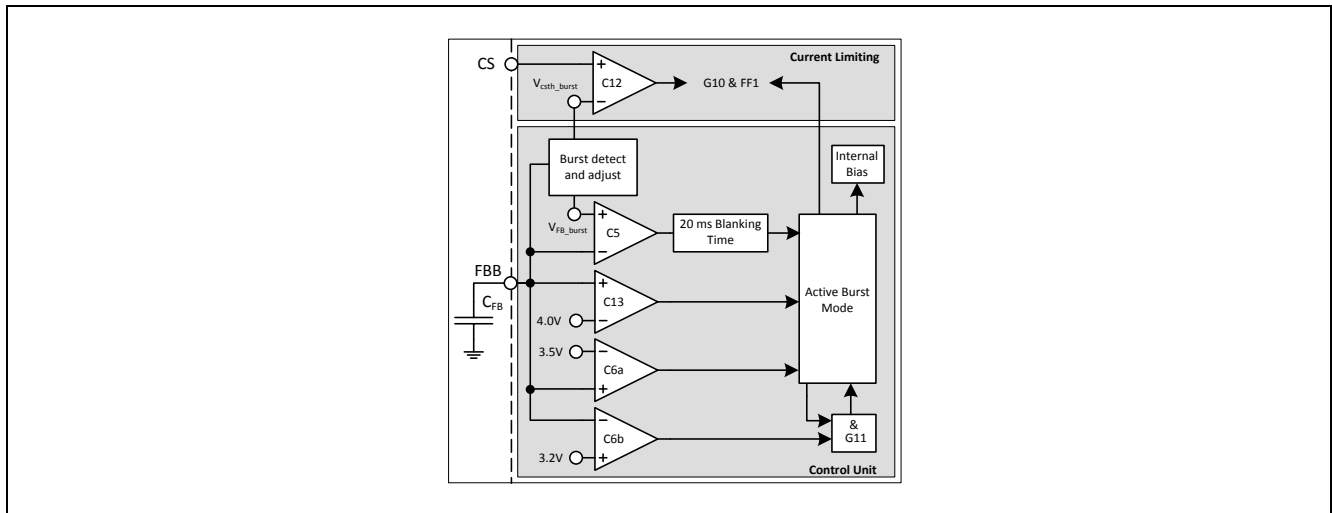 Current Limiting
CS
+
C12
G10 & FF1
Vcsth_burst
−
Burst detect
and adjust
Internal
Bias
+
VFB_burst
C5
−
20 ms Blanking
Time
FBB
CFB
+
C13
4.0V
−
Active Burst
Mode
3.5V
−
C6a
+
−
C6b
3.2V
+
&
G11
Control Unit